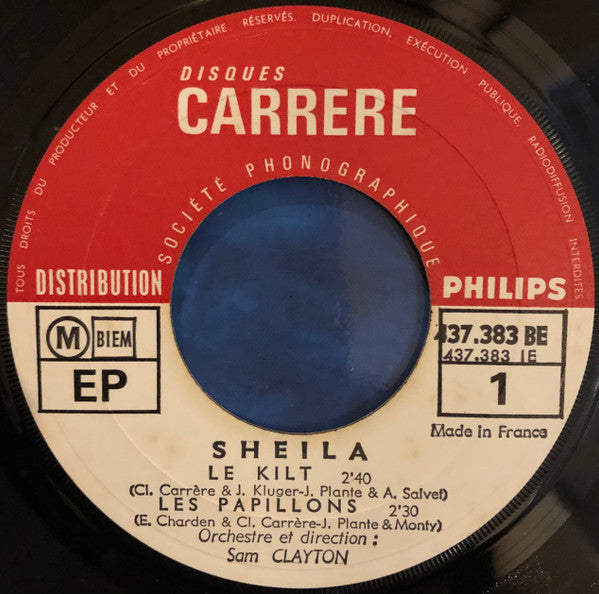 TOUS DROITS DU PRODUCTEUR ET DU PROPRIÉTAIRE RÉSERVÉS. DUPLICATION, EXÉCUTION PUBLIQUE, RADIODIFFUSION INTERDITES
DISQUES
CARRERE
SOCIÉTÉ PHONOGRAPHIQUE
DISTRIBUTION
PHILIPS
M BIEM
EP
437.383 BE
437.383 1E
1
Made in France
SHEILA
LE KILT 2'40
(Cl. Carrère & J. Kluger-J. Plante & A. Salvet)
LES PAPILLONS 2'30
(E. Charden & Cl. Carrère-J. Plante & Monty)
Orchestre et direction :
Sam CLAYTON